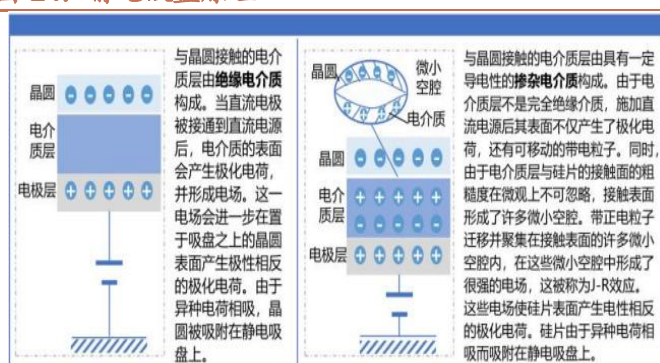 与晶圆接触的电介
质层由绝缘电介质
构成。当直流电极
被接通到直流电源
后，电介质的表面
会产生极化电荷，
并形成电场。这一
电场会进一步在置
于吸盘之上的晶圆
表面产生极性相反
的极化电荷。由于
异种电荷相吸，晶
圆被吸附在静电吸
盘上。
晶圆
电介
质层
电极层
晶圆
微小
空腔
电介质
晶圆
电介
质层
电极层
与晶圆接触的电介质层由具有一定
导电性的掺杂电介质构成。由于电
介质层不是完全绝缘介质，施加直
流电源后其表面不仅产生了极化电
荷，还有可移动的带电粒子。同时，
由于电介质层与硅片的接触面的粗
糙度在微观上不可忽略，接触表面
形成了许多微小空腔。带正电粒子
迁移并聚集在接触表面的许多微小
空腔内，在这些微小空腔中形成了
很强的电场，这被称为J-R效应。
这些电场使硅片表面产生电性相反
的极化电荷。硅片由于异种电荷相
吸而吸附在静电吸盘上。